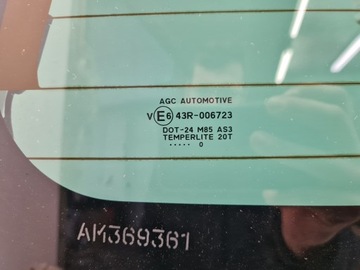 AGC AUTOMOTIVE
V E6 43R-006723
DOT-24 M85 AS3
TEMPERLITE 20T
..... 0
AM369361